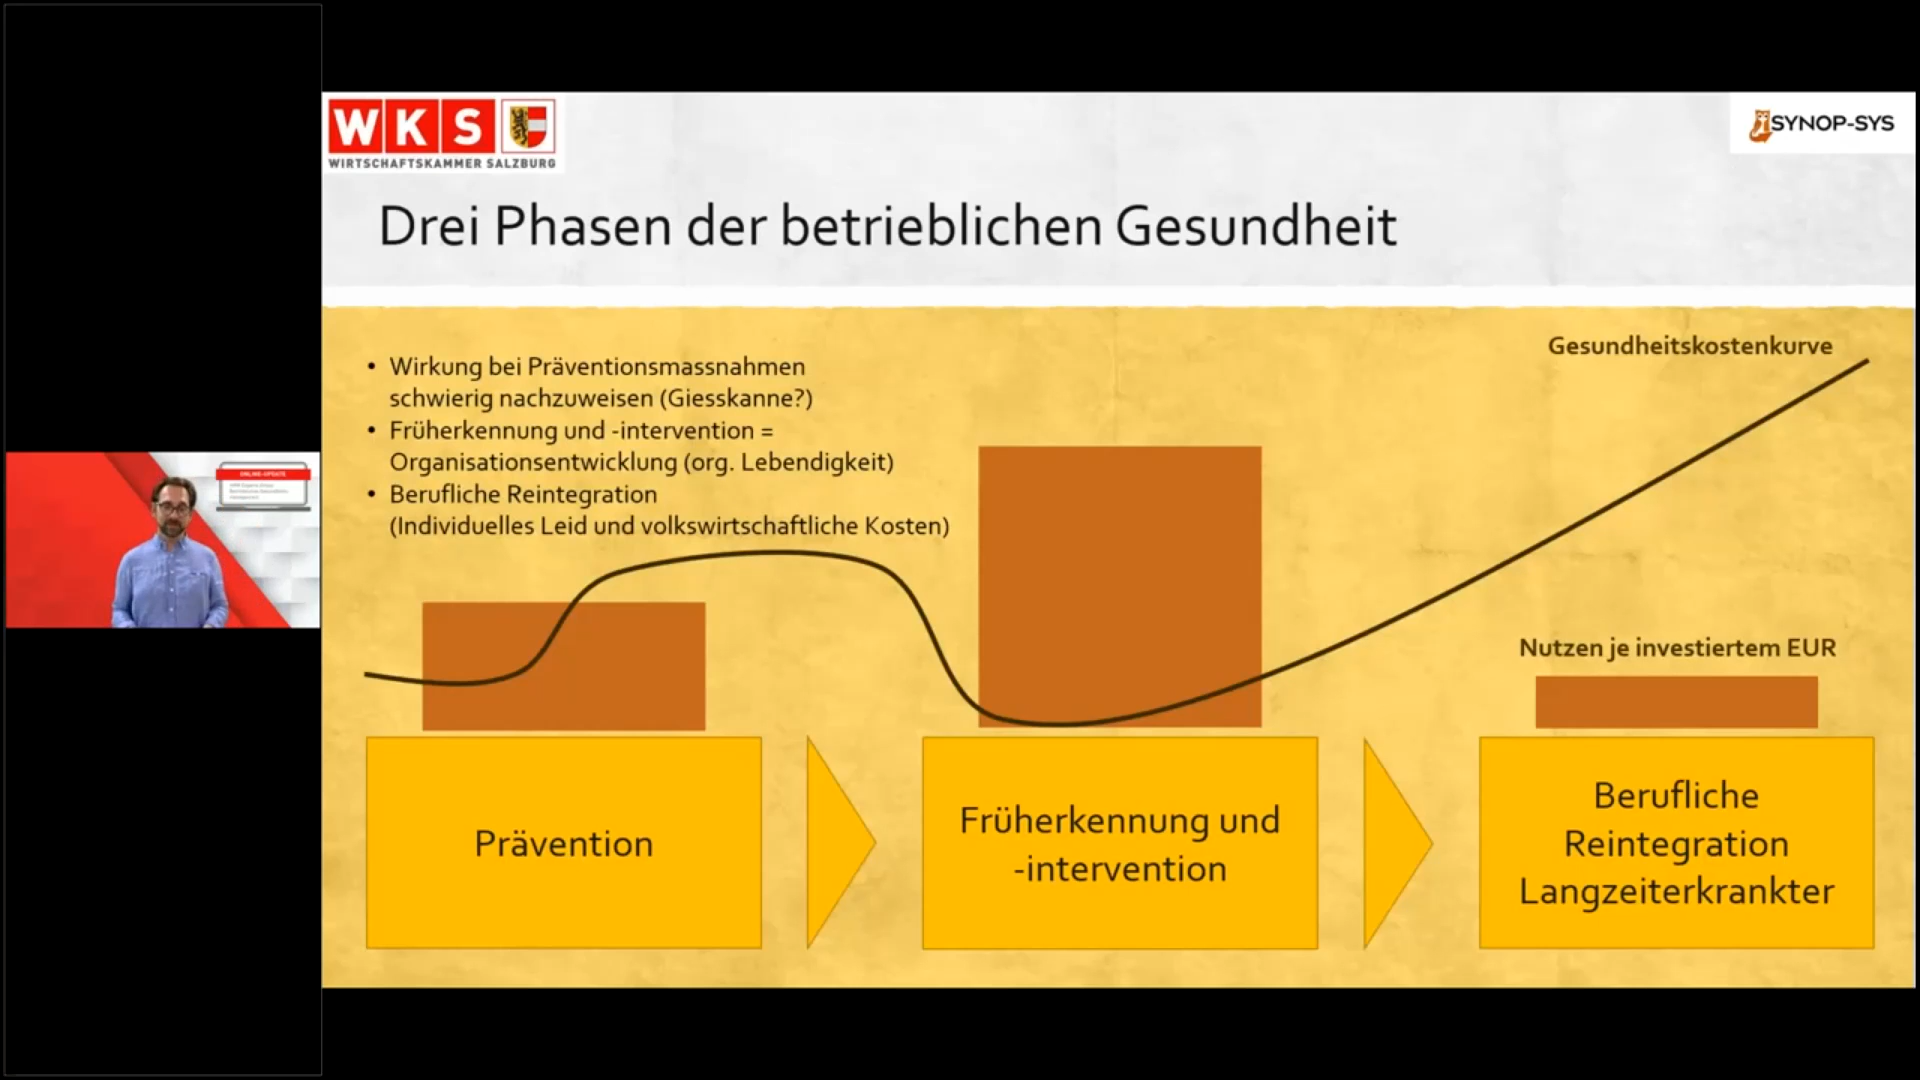 WKS
WIRTSCHAFTSKAMMER SALZBURG
SYNOP-SYS
Drei Phasen der betrieblichen Gesundheit
• Wirkung bei Präventionsmassnahmen
schwierig nachzuweisen (Giesskanne?)
• Früherkennung und -intervention =
Organisationsentwicklung (org. Lebendigkeit)
• Berufliche Reintegration
(Individuelles Leid und volkswirtschaftliche Kosten)
Gesundheitskostenkurve
Nutzen je investiertem EUR
Prävention
Früherkennung und
-intervention
Berufliche
Reintegration
Langzeiterkrankter
ONLINE-UPDATE